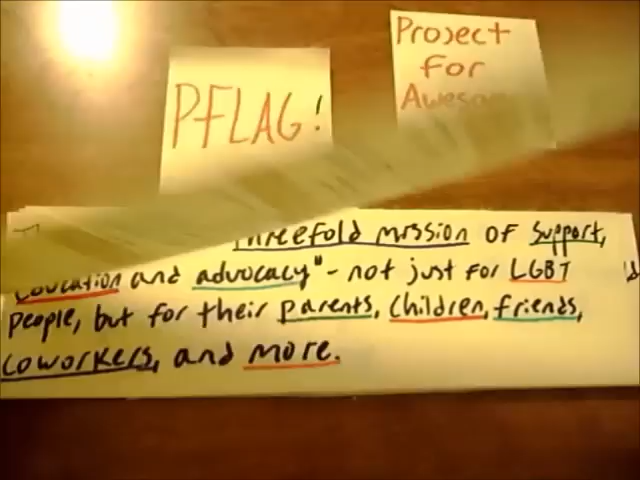 PFLAG!
Project
for
Threefold mission of support,
education and advocacy" - not just for LGBT
people, but for their parents, children, friends,
coworkers, and more.